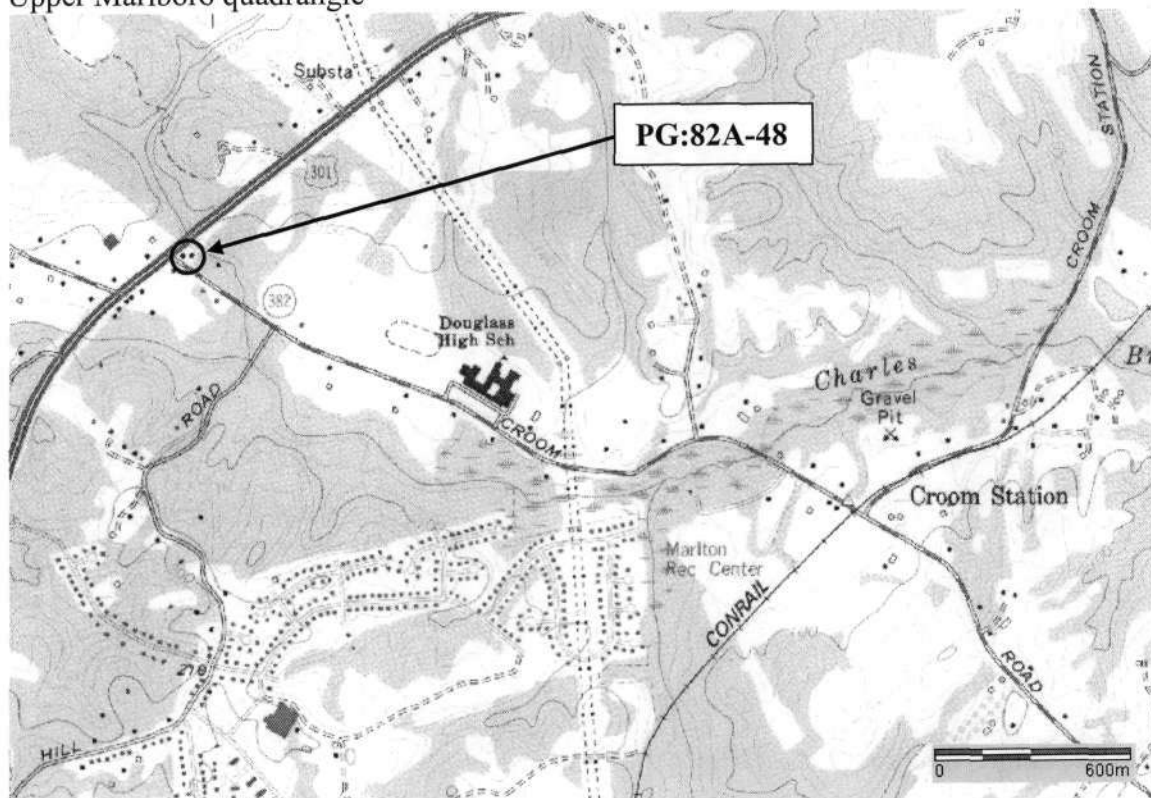 Upper Marlboro quadrangle
Substa
PG:82A-48
301
STATION
CROOM
382
Douglass
High Sch
ROAD
CROOM
Charles
Gravel
Pit
Croom Station
Marlton
Rec Center
CONRAIL
ROAD
HILL
0 600m